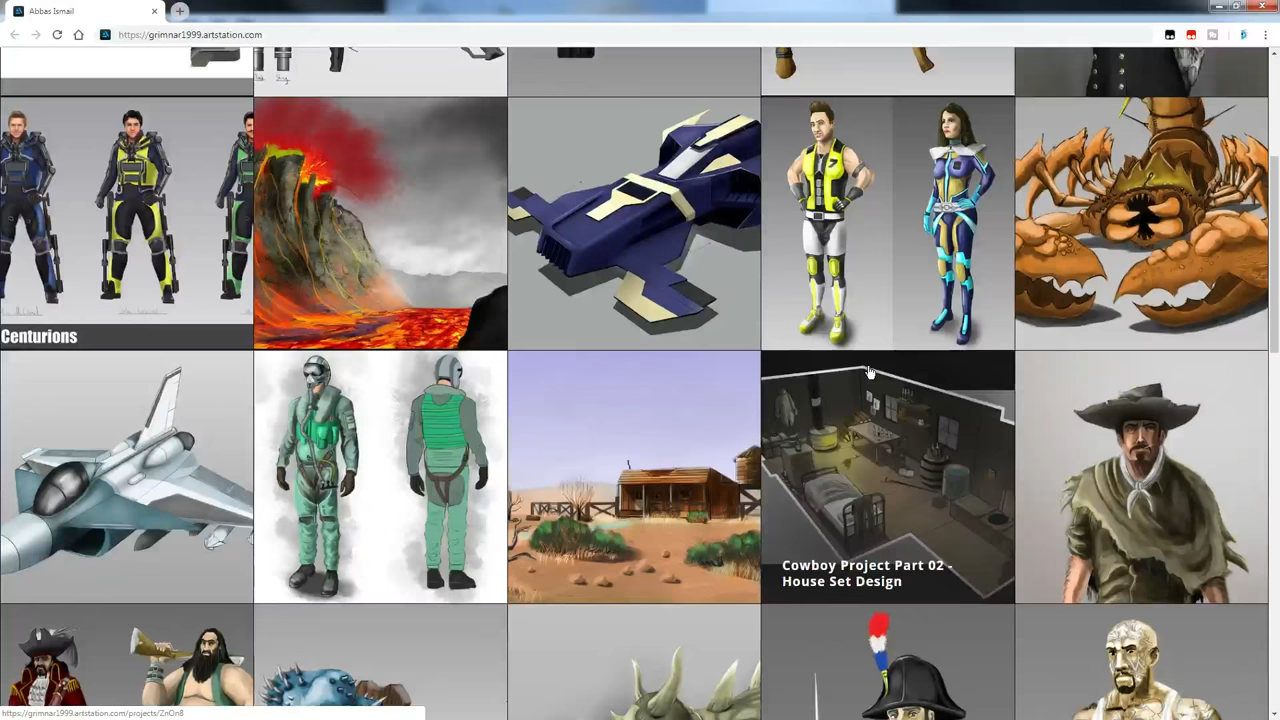 Abbas Ismail
https://grimnar1999.artstation.com
Centurions
7
Cowboy Project Part 02 -
House Set Design
https://grimnar1999.artstation.com/projects/ZnOn8